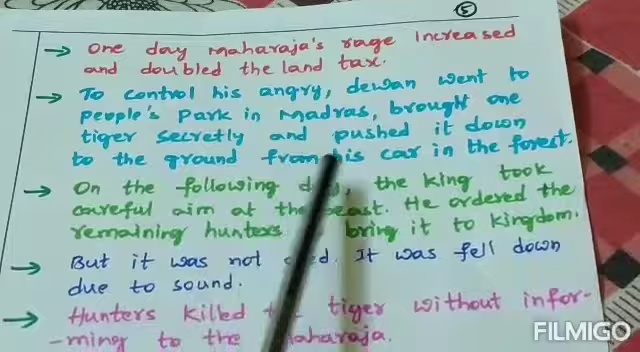 5
→ One day Maharaja's rage increased
and doubled the land tax.
→ To control his angry, dewan went to
people's park in Madras, brought one
tiger secretly and pushed it down
to the ground from his car in the forest.
→ On the following day, the king took
careful aim at the beast. He ordered the
remaining hunters bring it to kingdom.
→ But it was not It was fell down
due to sound.
→ Hunters killed tiger without infor-
-ming to the Maharaja.
FILMIGO